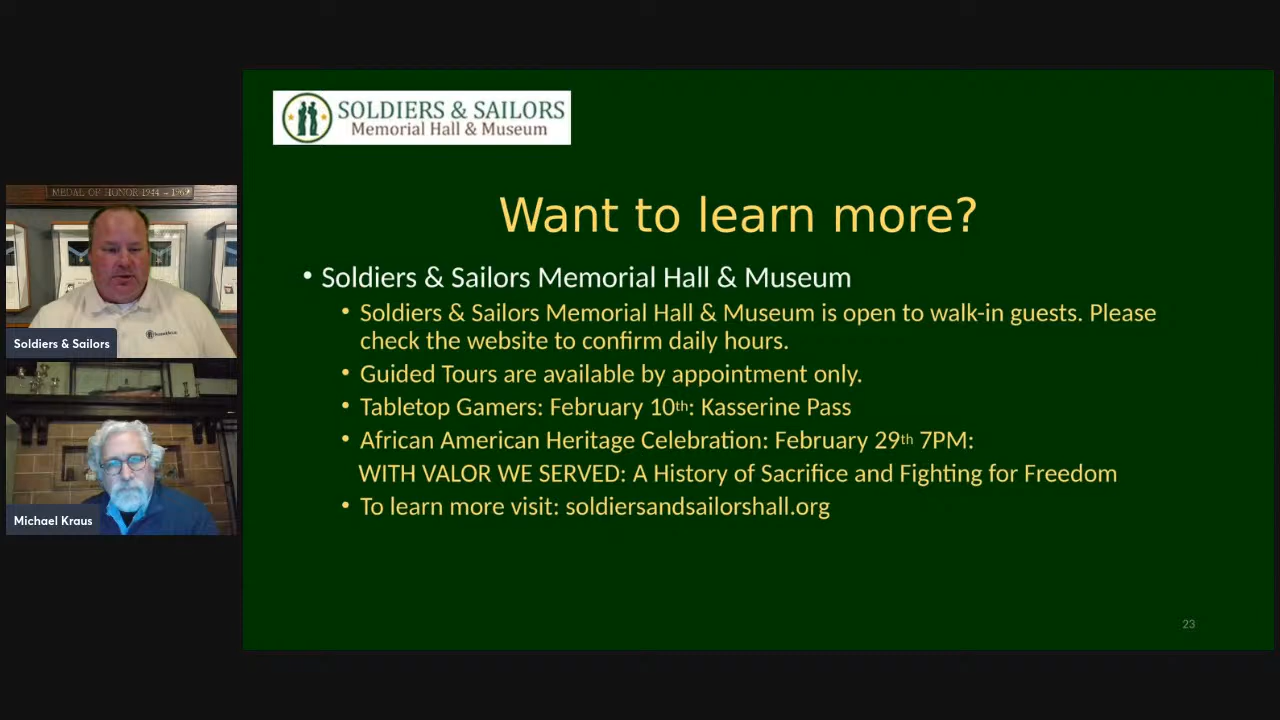 SOLDIERS & SAILORS
Memorial Hall & Museum
Want to learn more?
• Soldiers & Sailors Memorial Hall & Museum
• Soldiers & Sailors Memorial Hall & Museum is open to walk-in guests. Please
check the website to confirm daily hours.
• Guided Tours are available by appointment only.
• Tabletop Gamers: February 10th: Kasserine Pass
• African American Heritage Celebration: February 29th 7PM:
WITH VALOR WE SERVED: A History of Sacrifice and Fighting for Freedom
• To learn more visit: soldiersandsailorshall.org
23
MEDAL OF HONOR 1944 - 1969
Soldiers & Sailors
Michael Kraus